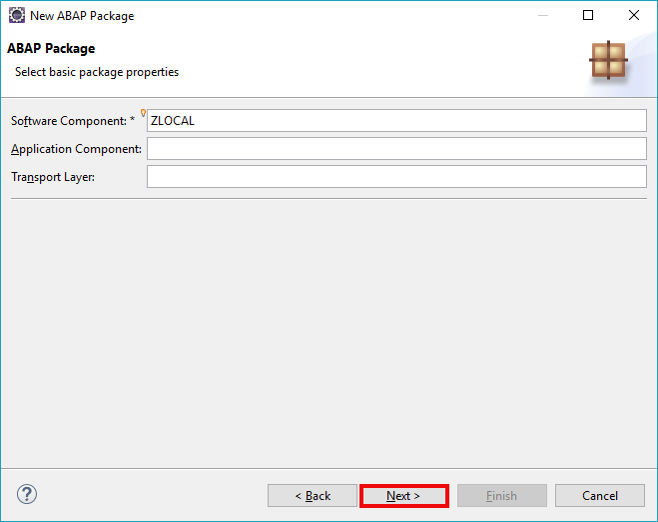 New ABAP Package
ABAP Package
Select basic package properties
Software Component: * ZLOCAL
Application Component:
Transport Layer:
? < Back Next > Finish Cancel